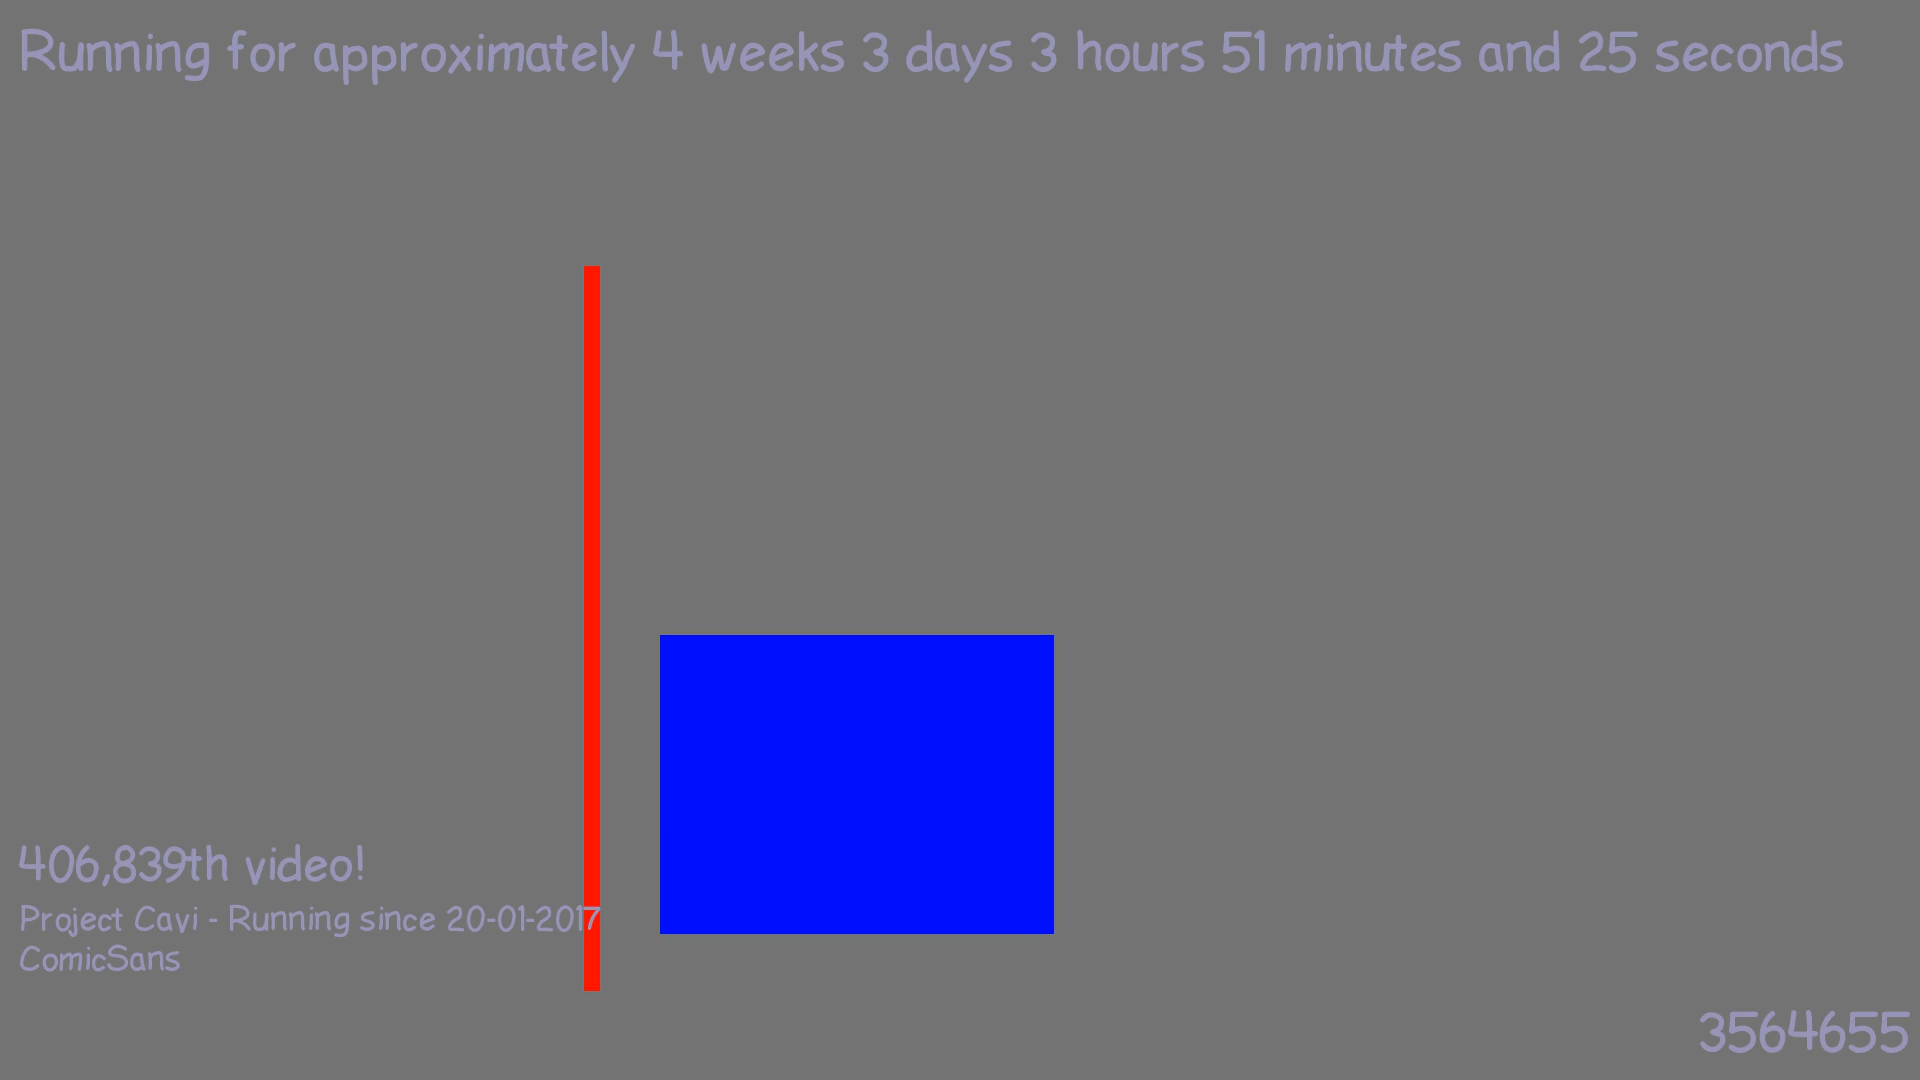 Running for approximately 4 weeks 3 days 3 hours 51 minutes and 25 seconds
406,839th video!
Project Cavi - Running since 20-01-2017
ComicSans
3564655